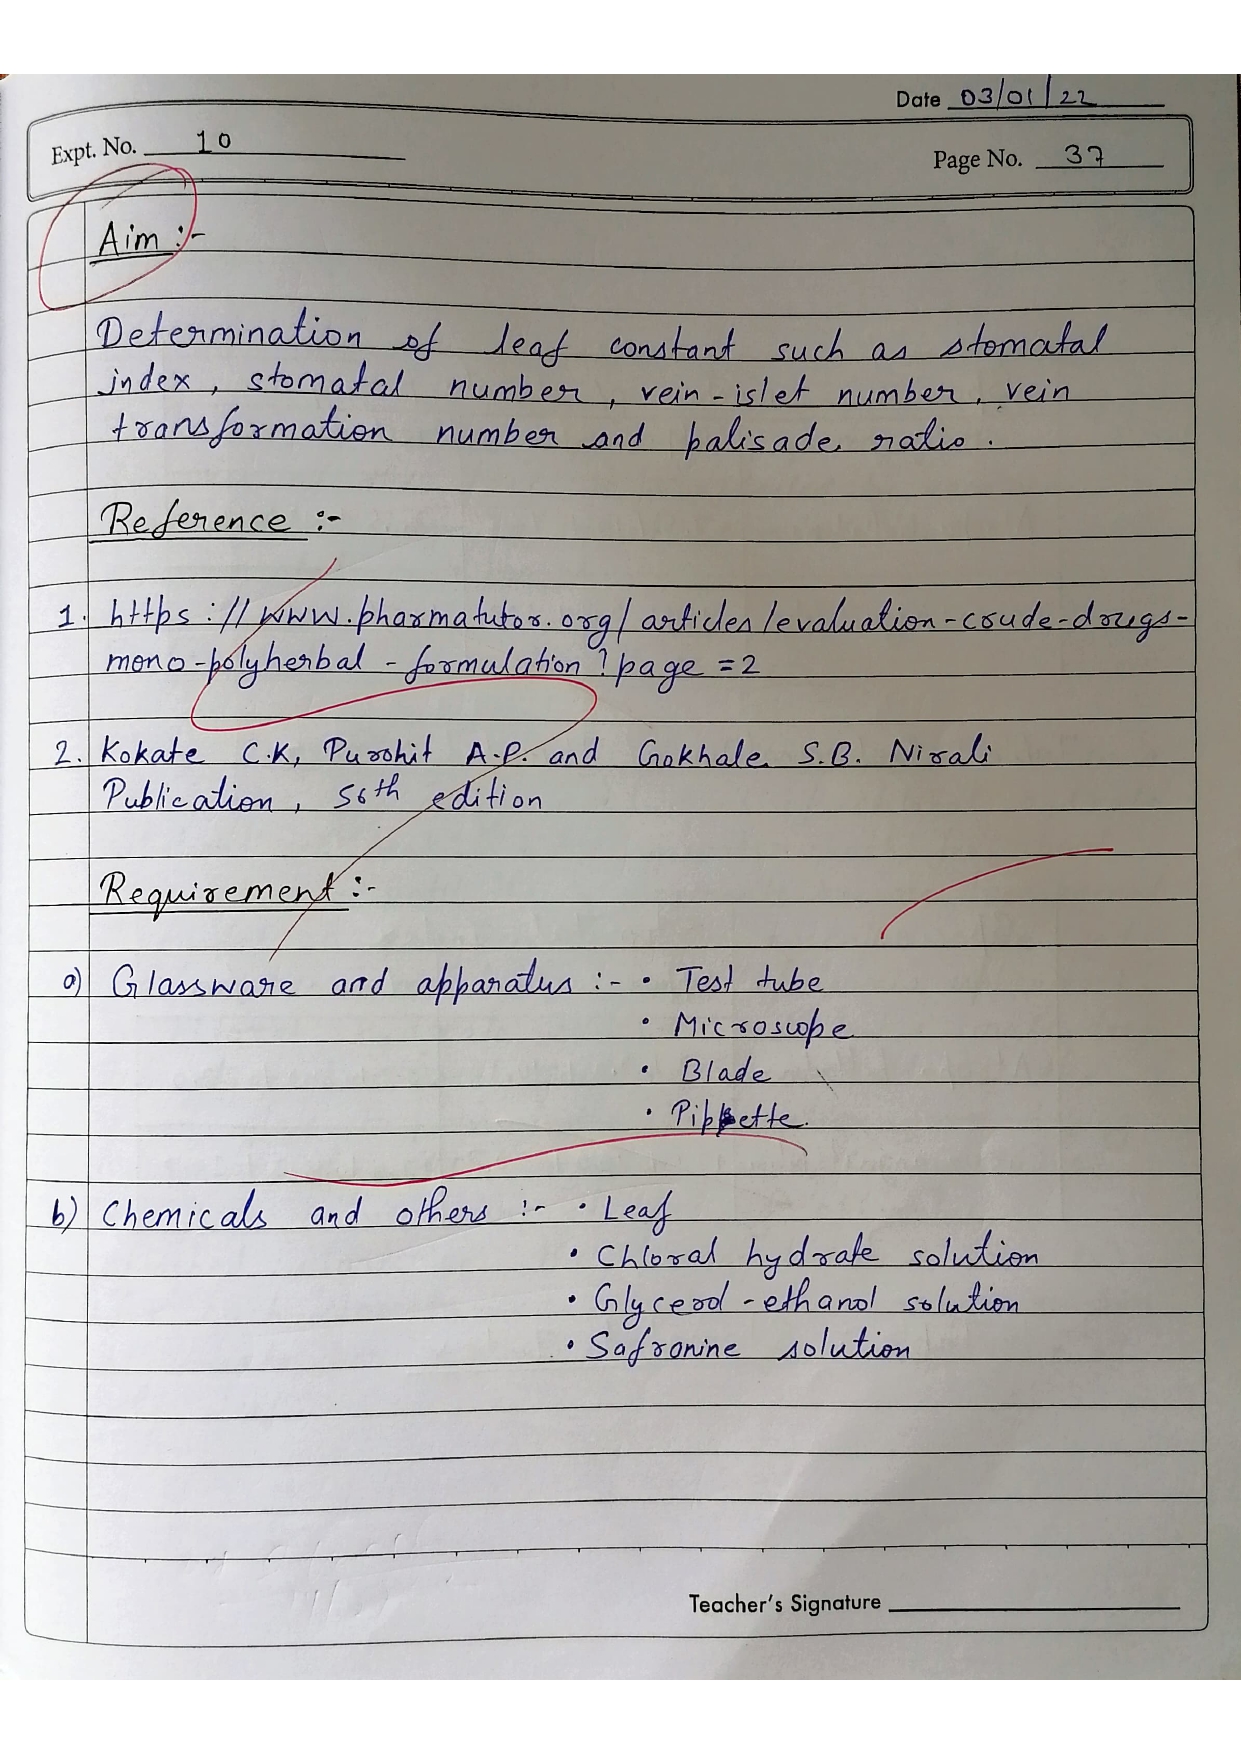 Date 03/01/22
Expt. No. 10
Page No. 37
Aim :-
Determination of leaf constant such as stomatal
index, stomatal number, vein-islet number, vein
transformation number and palisade ratio.
Reference :-
1. https://www.pharmatutor.org/articles/evaluation-crude-drugs-
mono-polyherbal-formulation?page=2
2. Kokate C.K, Purohit A.P. and Gokhale S.B. Nirali
Publication, 56th edition
Requirement :-
a) Glassware and apparatus :- • Test tube
• Microscope
• Blade
• Pippette.
b) Chemicals and others :- • Leaf
• Chloral hydrate solution
• Glycerol-ethanol solution
• Safronine solution
Teacher's Signature